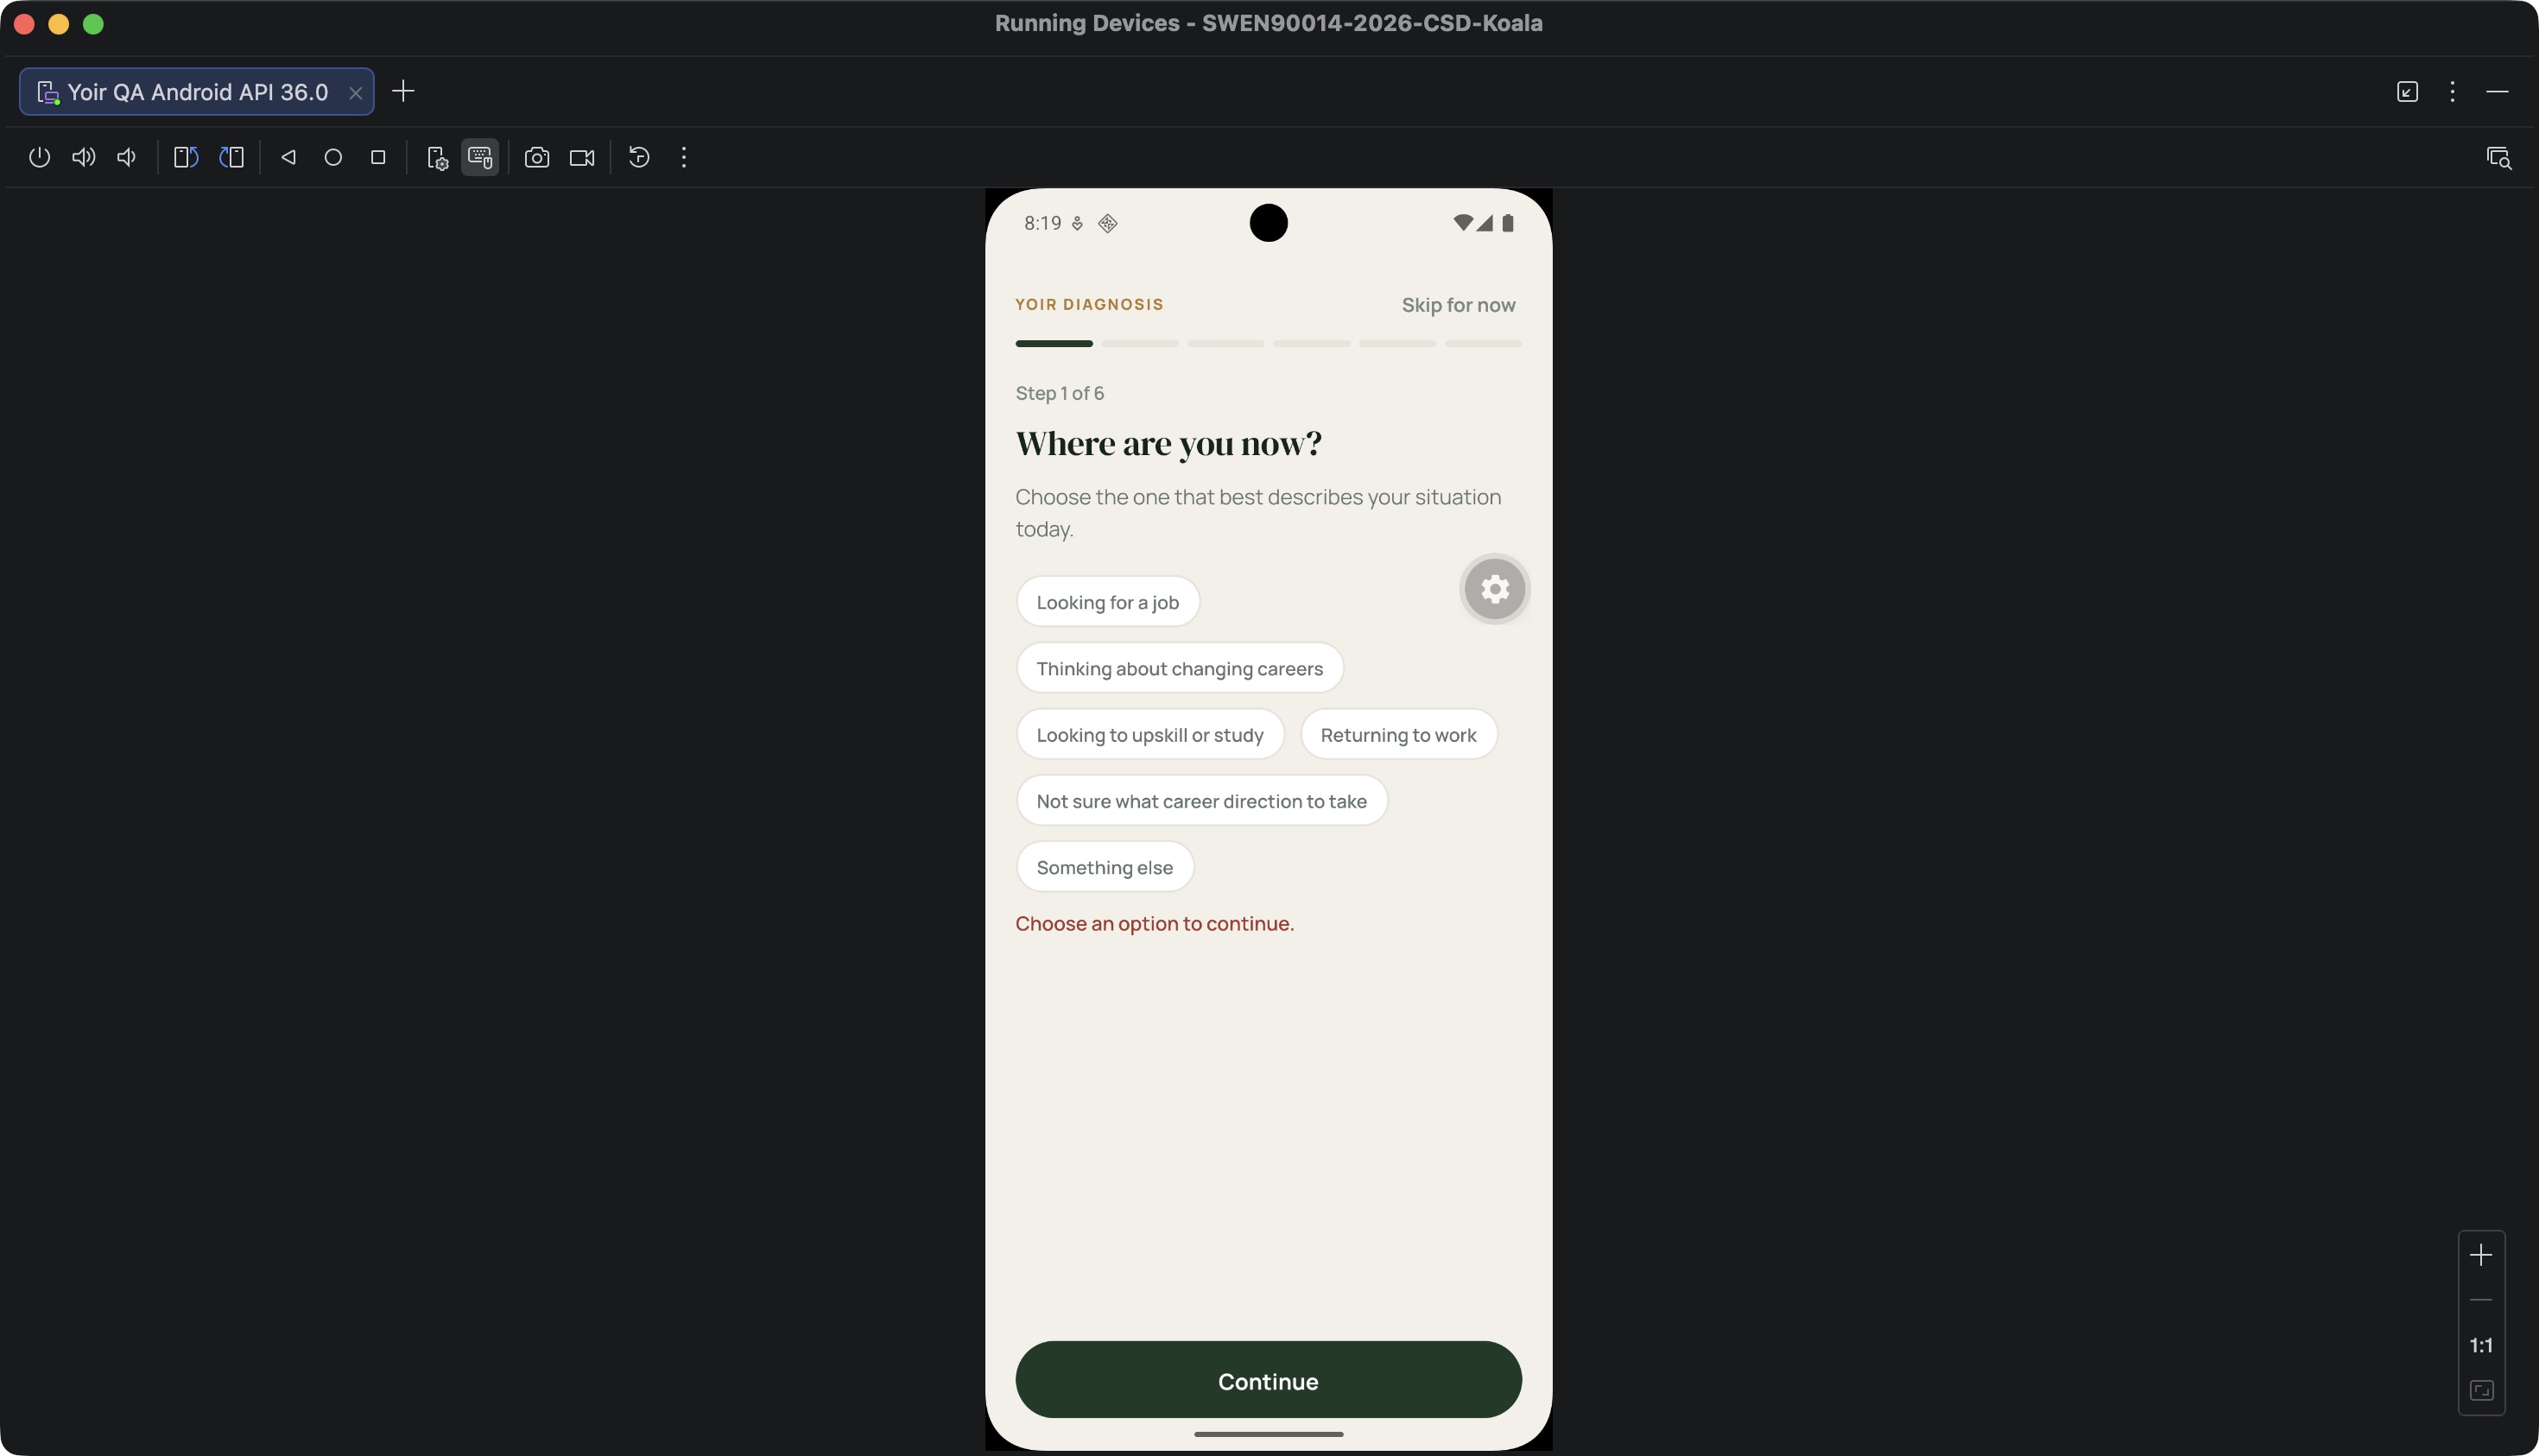 Running Devices - SWEN90014-2026-CSD-Koala
Yoir QA Android API 36.0
8:19
YOIR DIAGNOSIS
Skip for now
Step 1 of 6
Where are you now?
Choose the one that best describes your situation
today.
Looking for a job
Thinking about changing careers
Looking to upskill or study
Returning to work
Not sure what career direction to take
Something else
Choose an option to continue.
Continue
1:1